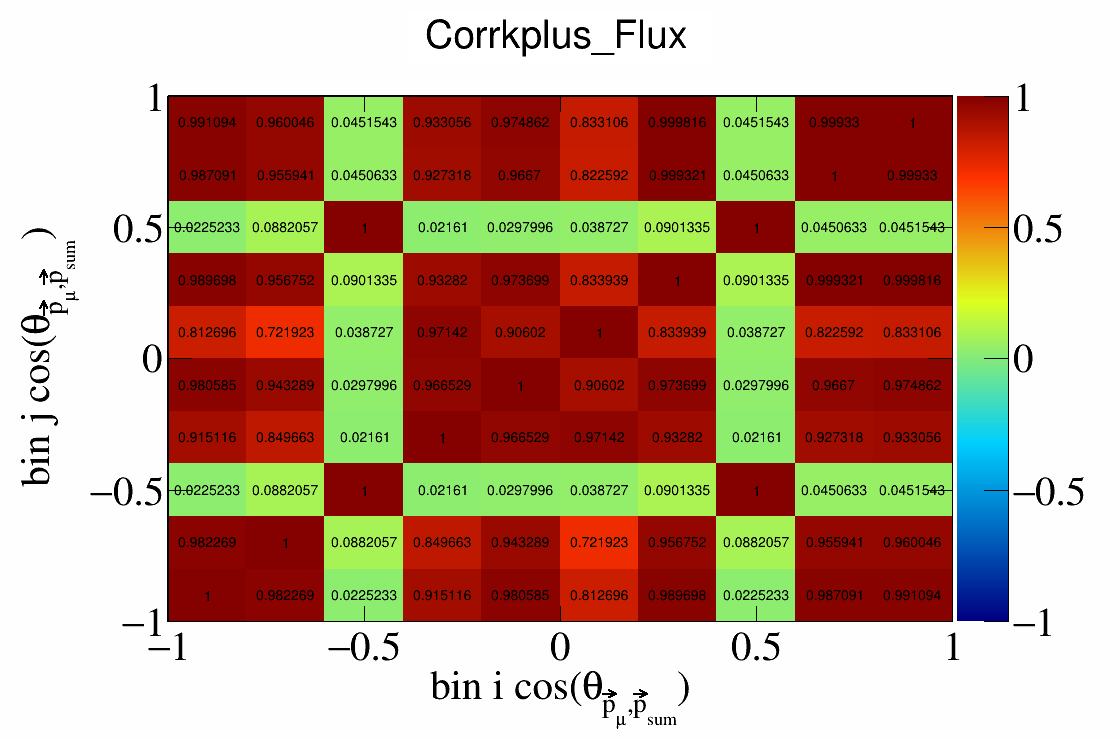 Corrkplus_Flux
1
0.991094 0.960046 0.0451543 0.933056 0.974862 0.833106 0.999816 0.0451543 0.99933 1
0.987091 0.955941 0.0450633 0.927318 0.9667 0.822592 0.999321 0.0450633 1 0.99933
0.5 0.0225233 0.0882057 1 0.02161 0.0297996 0.038727 0.0901335 1 0.0450633 0.0451543
0.989698 0.956752 0.0901335 0.93282 0.973699 0.833939 1 0.0901335 0.999321 0.999816
0.812696 0.721923 0.038727 0.97142 0.90602 1 0.833939 0.038727 0.822592 0.833106
0 0.980585 0.943289 0.0297996 0.966529 1 0.90602 0.973699 0.0297996 0.9667 0.974862
0.915116 0.849663 0.02161 1 0.966529 0.97142 0.93282 0.02161 0.927318 0.933056
−0.5 0.0225233 0.0882057 1 0.02161 0.0297996 0.038727 0.0901335 1 0.0450633 0.0451543
0.982269 1 0.0882057 0.849663 0.943289 0.721923 0.956752 0.0882057 0.955941 0.960046
1 0.982269 0.0225233 0.915116 0.980585 0.812696 0.989698 0.0225233 0.987091 0.991094
−1
−1 −0.5 0 0.5 1
bin i cos(θp⃗μ,p⃗sum)
bin j cos(θp⃗μ,p⃗sum)
1
0.5
0
−0.5
−1